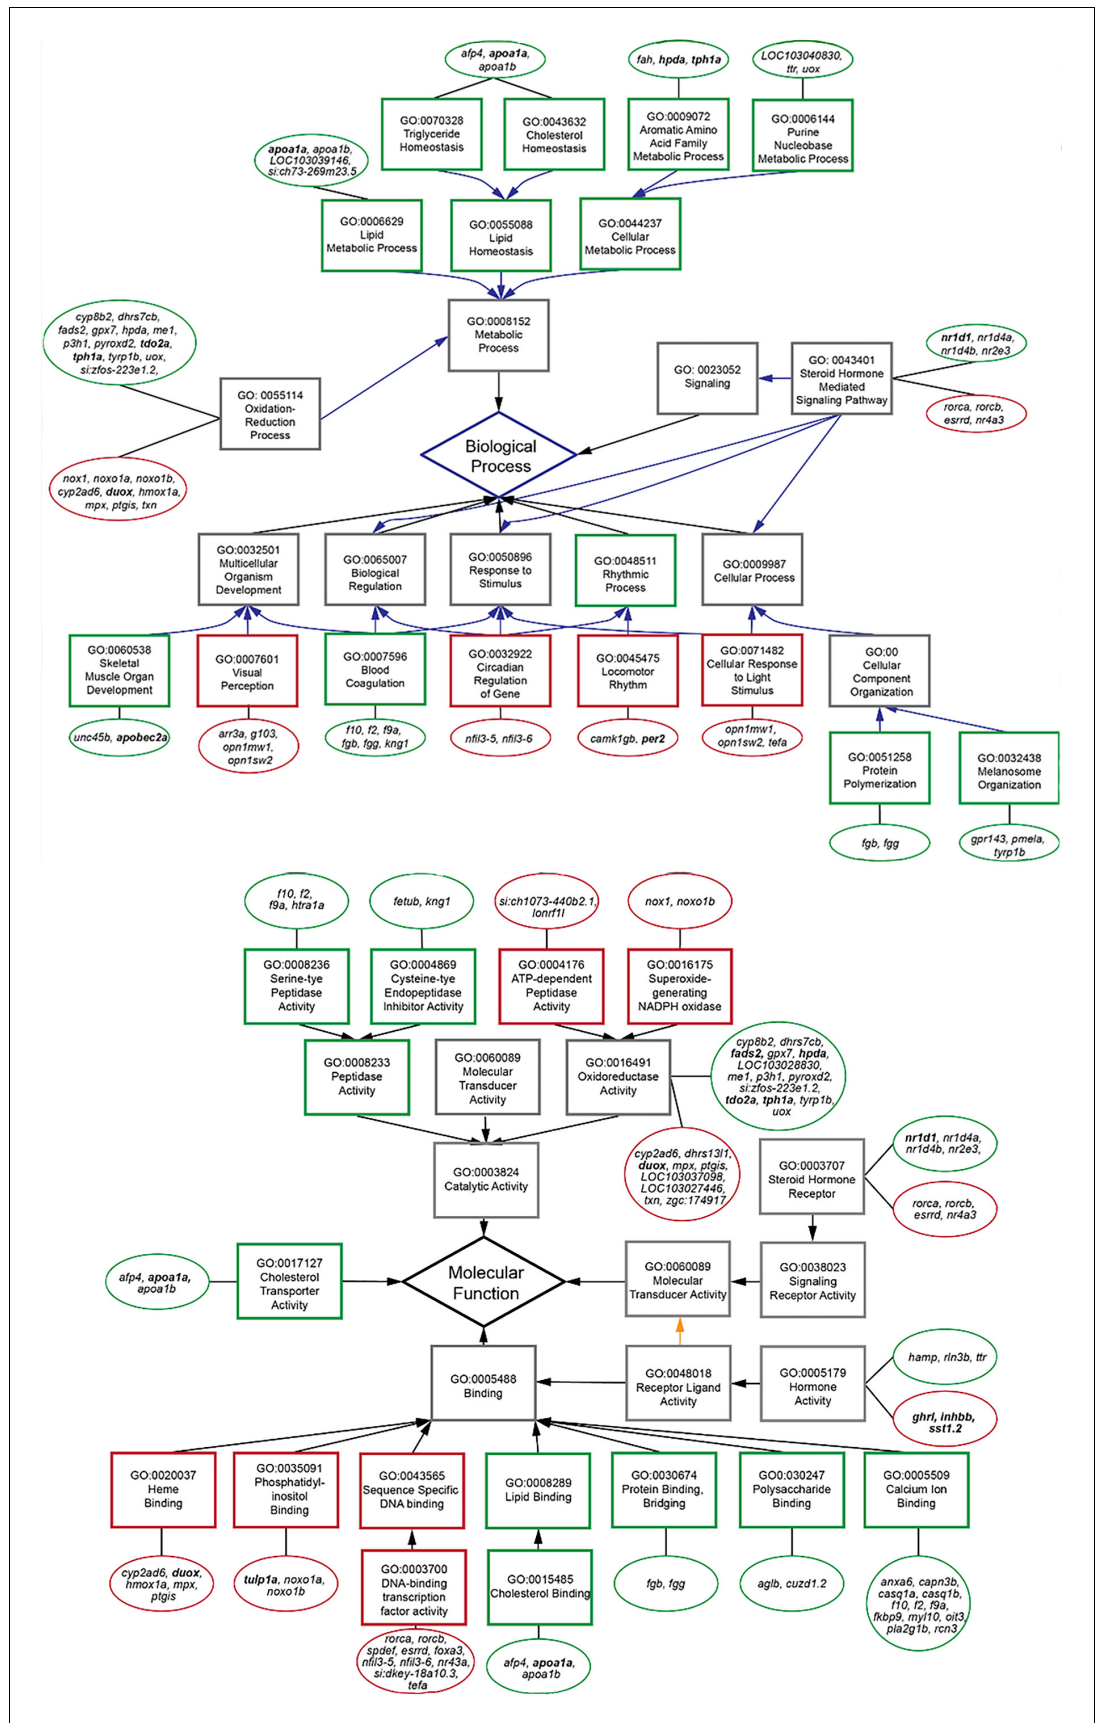 afp4, apoa1a,
apoa1b
fah, hpda, tph1a
LOC103040830,
ttr, uox
GO:0070328
Triglyceride
Homeostasis
GO:0043632
Cholesterol
Homeostasis
GO:0009072
Aromatic Amino
Acid Family
Metabolic Process
GO:0006144
Purine
Nucleobase
Metabolic Process
apoa1a, apoa1b,
LOC103039146,
si:ch73-269m23.5
GO:0006629
Lipid
Metabolic Process
GO:0055088
Lipid
Homeostasis
GO:0044237
Cellular
Metabolic Process
cyp8b2, dhrs7cb,
fads2, gpx7, hpda, me1,
p3h1, pyroxd2, tdo2a,
tph1a, tyrp1b, uox,
si:zfos-223e1.2,
GO:0008152
Metabolic
Process
GO: 0023052
Signaling
GO: 0043401
Steroid Hormone
Mediated
Signaling Pathway
nr1d1, nr1d4a,
nr1d4b, nr2e3
rorca, rorcb,
esrrd, nr4a3
GO: 0055114
Oxidation-
Reduction
Process
Biological
Process
nox1, noxo1a, noxo1b,
cyp2ad6, duox, hmox1a,
mpx, ptgis, txn
GO:0032501
Multicellular
Organism
Development
GO:0065007
Biological
Regulation
GO:0050896
Response to
Stimulus
GO:0048511
Rhythmic
Process
GO:0009987
Cellular Process
GO:0060538
Skeletal
Muscle Organ
Development
GO:0007601
Visual
Perception
GO:0007596
Blood
Coagulation
GO:0032922
Circadian
Regulation
of Gene
GO:0045475
Locomotor
Rhythm
GO:0071482
Cellular Response
to Light
Stimulus
GO:00
Cellular
Component
Organization
unc45b, apobec2a
arr3a, g103,
opn1mw1,
opn1sw2
f10, f2, f9a,
fgb, fgg, kng1
nfil3-5, nfil3-6
camk1gb, per2
opn1mw1,
opn1sw2, tefa
GO:0051258
Protein
Polymerization
GO:0032438
Melanosome
Organization
fgb, fgg
gpr143, pmela,
tyrp1b
f10, f2,
f9a, htra1a
fetub, kng1
si:ch1073-440b2.1,
lonrf1l
nox1, noxo1b
GO:0008236
Serine-tye
Peptidase
Activity
GO:0004869
Cysteine-tye
Endopeptidase
Inhibitor Activity
GO:0004176
ATP-dependent
Peptidase
Activity
GO:0016175
Superoxide-
generating
NADPH oxidase
GO:0008233
Peptidase
Activity
GO:0060089
Molecular
Transducer
Activity
GO:0016491
Oxidoreductase
Activity
cyp8b2, dhrs7cb,
fads2, gpx7, hpda,
LOC103028830,
me1, p3h1, pyroxd2,
si:zfos-223e1.2,
tdo2a, tph1a, tyrp1b,
uox
GO:0003824
Catalytic Activity
cyp2ad6, dhrs13l1,
duox, mpx, ptgis,
LOC103037098,
LOC103027446,
txn, zgc:174917
GO:0003707
Steroid Hormone
Receptor
nr1d1, nr1d4a,
nr1d4b, nr2e3,
rorca, rorcb,
esrrd, nr4a3
afp4, apoa1a,
apoa1b
GO:0017127
Cholesterol
Transporter
Activity
Molecular
Function
GO:0060089
Molecular
Transducer Activity
GO:0038023
Signaling
Receptor Activity
GO:0005488
Binding
GO:0048018
Receptor Ligand
Activity
GO:0005179
Hormone
Activity
hamp, rln3b, ttr
ghrl, inhbb,
sst1.2
GO:0020037
Heme
Binding
GO:0035091
Phosphatidyl-
inositol
Binding
GO:0043565
Sequence Specific
DNA binding
GO:0008289
Lipid Binding
GO:0030674
Protein Binding,
Bridging
GO0:030247
Polysaccharide
Binding
GO:0005509
Calcium Ion
Binding
cyp2ad6, duox,
hmox1a, mpx,
ptgis
tulp1a, noxo1a,
noxo1b
GO:0003700
DNA-binding
transcription
factor activity
GO:0015485
Cholesterol Binding
fgb, fgg
aglb, cuzd1.2
anxa6, capn3b,
casq1a, casq1b,
f10, f2, f9a,
fkbp9, myl10, oit3,
pla2g1b, rcn3
rorca, rorcb,
spdef, esrrd, foxa3,
nfil3-5, nfil3-6, nr43a,
si:dkey-18a10.3,
tefa
afp4, apoa1a,
apoa1b